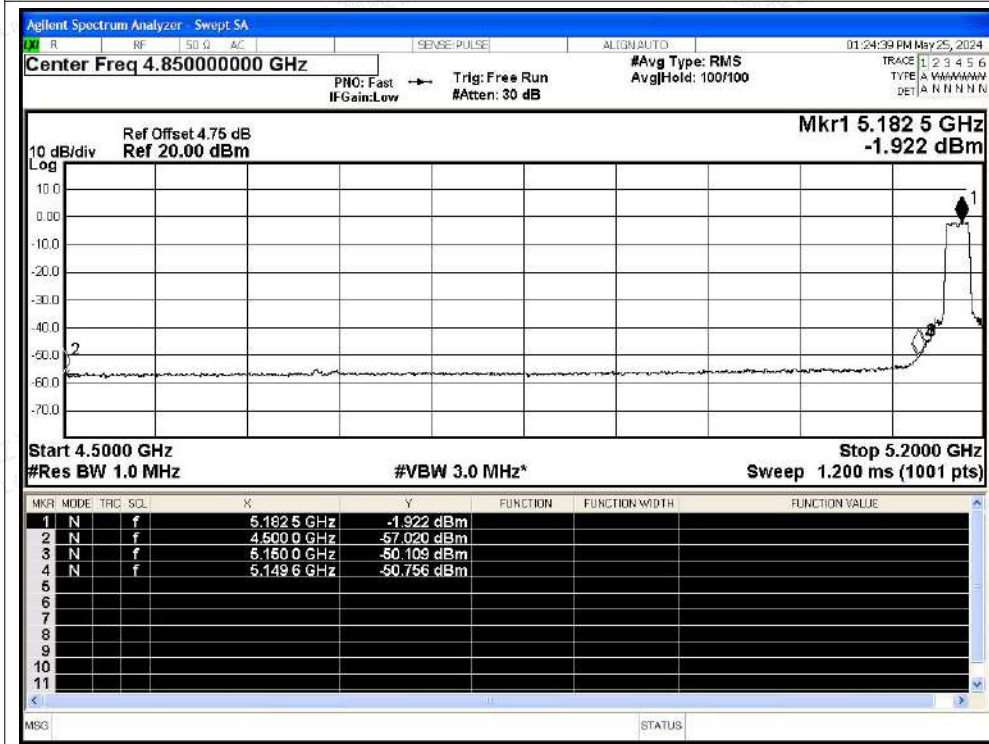 Agilent Spectrum Analyzer - Swept SA
LXI R RF 50 Ω AC SENSE:PULSE ALIGN AUTO 01:24:39 PM May 25, 2024
Center Freq 4.850000000 GHz
PNO: Fast
IFGain:Low
Trig: Free Run
#Atten: 30 dB
#Avg Type: RMS
Avg|Hold: 100/100
TRACE 1 2 3 4 5 6
TYPE A WWWWW
DET A N N N N N
Mkr1 5.182 5 GHz
-1.922 dBm
Ref Offset 4.75 dB
10 dB/div Ref 20.00 dBm
Log
10.0
0.00
-10.0
-20.0
-30.0
-40.0
-50.0
-60.0
-70.0
1
2
Start 4.5000 GHz
Stop 5.2000 GHz
#Res BW 1.0 MHz
#VBW 3.0 MHz*
Sweep 1.200 ms (1001 pts)
MKR MODE TRC SCL X Y FUNCTION FUNCTION WIDTH FUNCTION VALUE
1 N f 5.182 5 GHz -1.922 dBm
2 N f 4.500 0 GHz -57.020 dBm
3 N f 5.150 0 GHz -50.109 dBm
4 N f 5.149 6 GHz -50.756 dBm
5
6
7
8
9
10
11
MSG STATUS